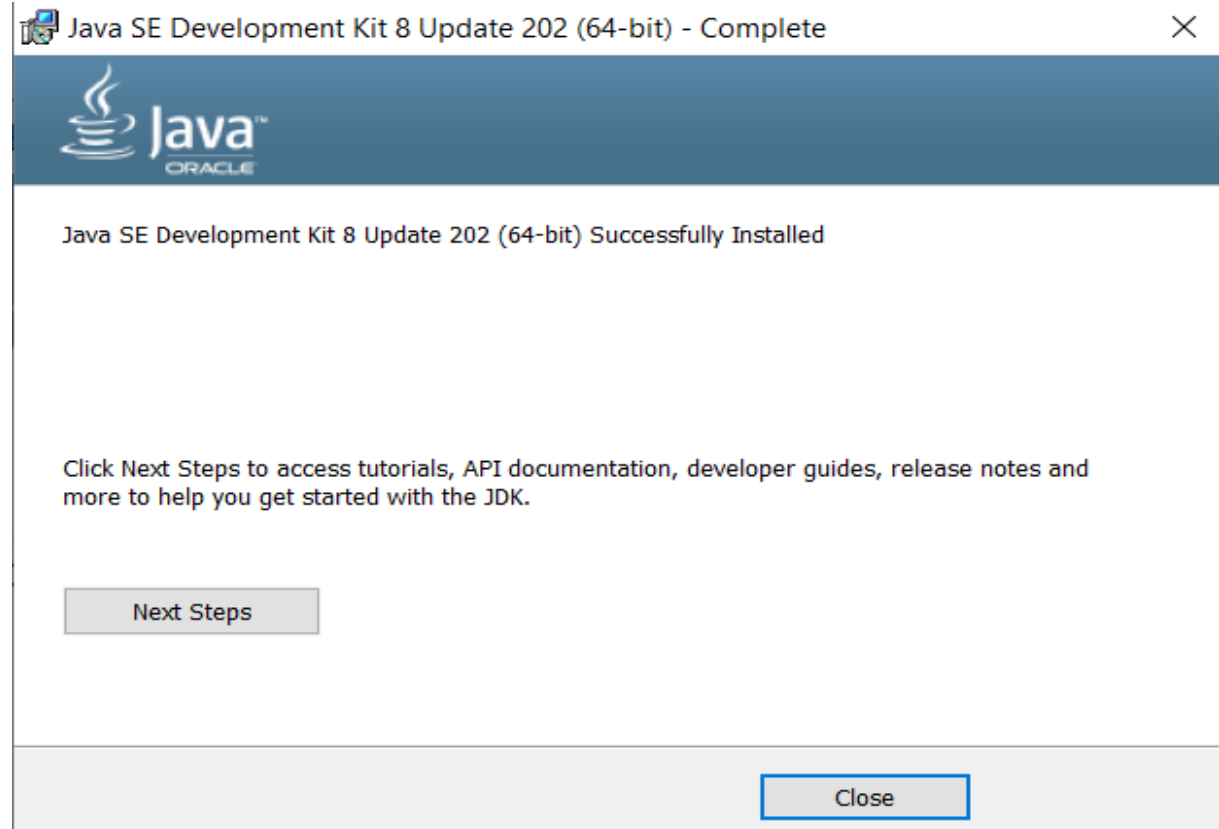 Java SE Development Kit 8 Update 202 (64-bit) - Complete
Java™
ORACLE
Java SE Development Kit 8 Update 202 (64-bit) Successfully Installed
Click Next Steps to access tutorials, API documentation, developer guides, release notes and
more to help you get started with the JDK.
Next Steps
Close